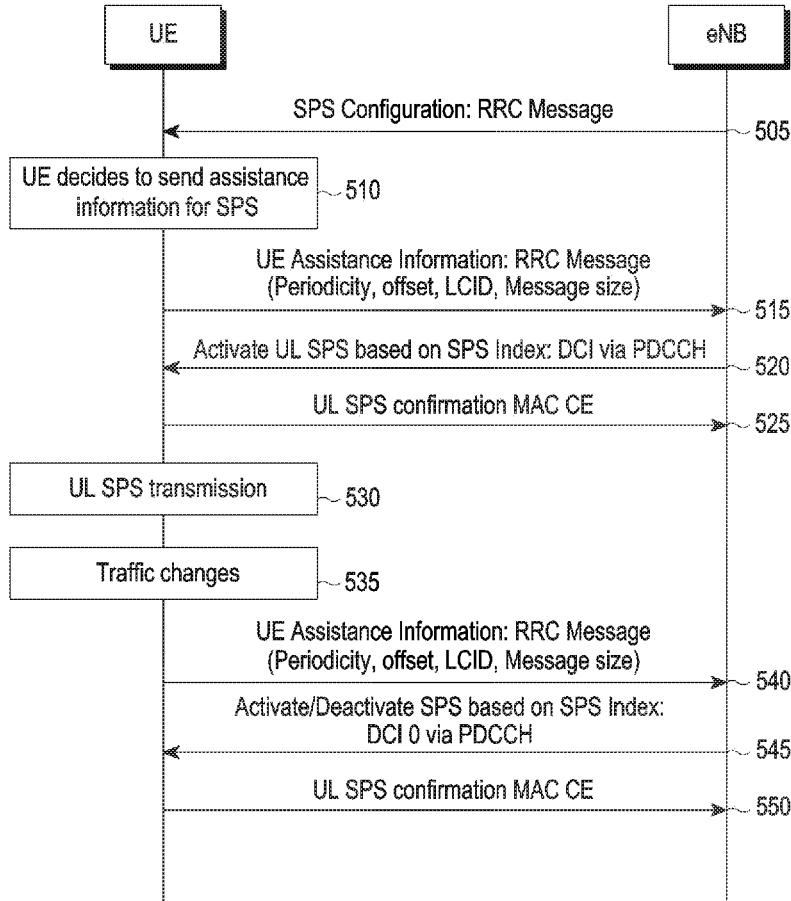 UE
eNB
SPS Configuration: RRC Message
505
UE decides to send assistance
information for SPS
510
UE Assistance Information: RRC Message
(Periodicity, offset, LCID, Message size)
515
Activate UL SPS based on SPS Index: DCI via PDCCH
520
UL SPS confirmation MAC CE
525
UL SPS transmission
530
Traffic changes
535
UE Assistance Information: RRC Message
(Periodicity, offset, LCID, Message size)
540
Activate/Deactivate SPS based on SPS Index:
DCI 0 via PDCCH
545
UL SPS confirmation MAC CE
550